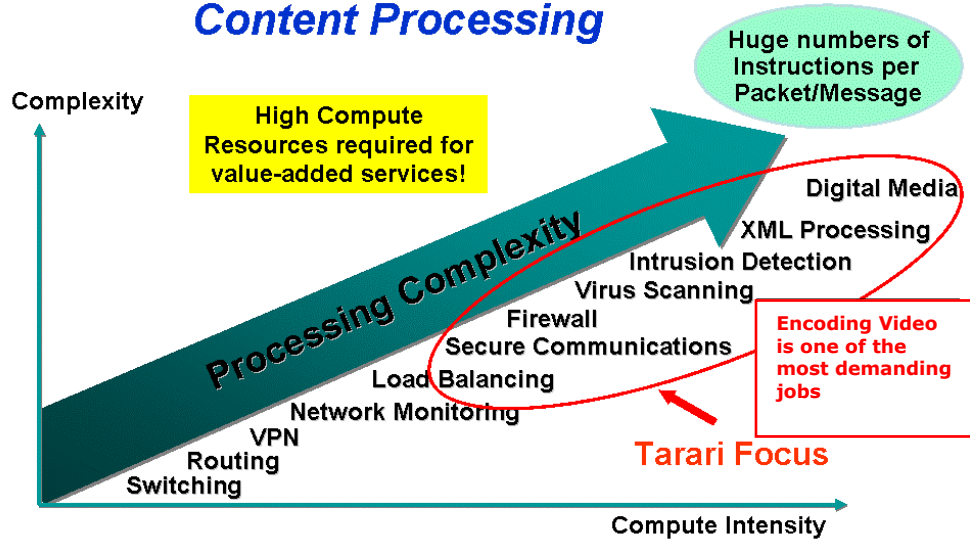 Content Processing
Huge numbers of
Instructions per
Packet/Message
Complexity
High Compute
Resources required for
value-added services!
Processing Complexity
Digital Media
XML Processing
Intrusion Detection
Virus Scanning
Firewall
Secure Communications
Load Balancing
Network Monitoring
VPN
Routing
Switching
Encoding Video
is one of the
most demanding
jobs
Tarari Focus
Compute Intensity